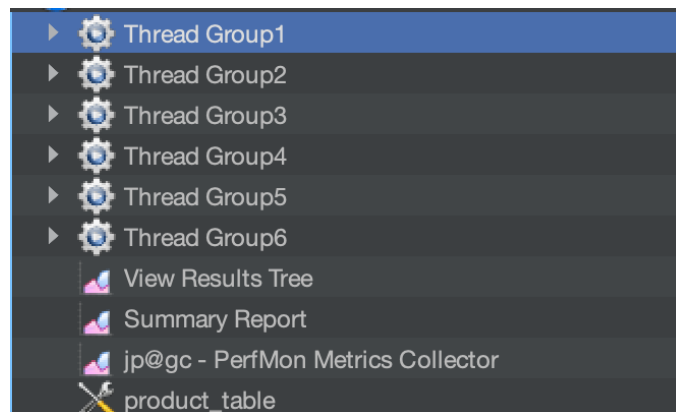 Thread Group1
Thread Group2
Thread Group3
Thread Group4
Thread Group5
Thread Group6
View Results Tree
Summary Report
jp@gc - PerfMon Metrics Collector
product_table